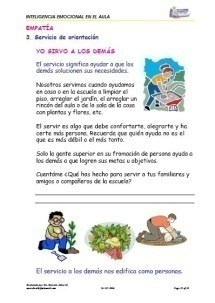 INTELIGENCIA EMOCIONAL EN EL AULA
EMPATÍA
3. Servicio de orientación
YO SIRVO A LOS DEMÁS
El servicio significa ayudar a que los
demás solucionen sus necesidades.
Nosotros servimos cuando ayudamos
en casa o en la escuela a limpiar el
piso, arreglar el jardín, el arreglar un
rincón del aula o de la sala de la casa
con plantas y flores, etc.
El servir es algo que debe confortarte, alegrarte y ha
certe más persona. Recuerda que quién ayuda no es el
que es más débil o el más tonto.
Solo la gente superior en su fromación de persona ayuda a
los demás a que logren sus metas u objetivos.
Cuentáme ¿Qué has hecho para servir a tus familiares y
amigos o compañeros de la escuela?
El servicio a los demás nos edifica como personas.